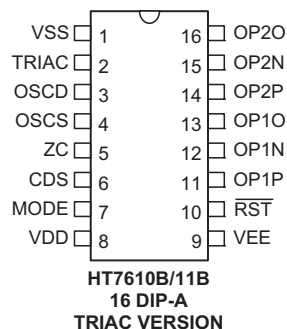 VSS 1 16 OP2O
TRIAC 2 15 OP2N
OSCD 3 14 OP2P
OSCS 4 13 OP1O
ZC 5 12 OP1N
CDS 6 11 OP1P
MODE 7 10 R̅S̅T̅
VDD 8 9 VEE
HT7610B/11B
16 DIP-A
TRIAC VERSION